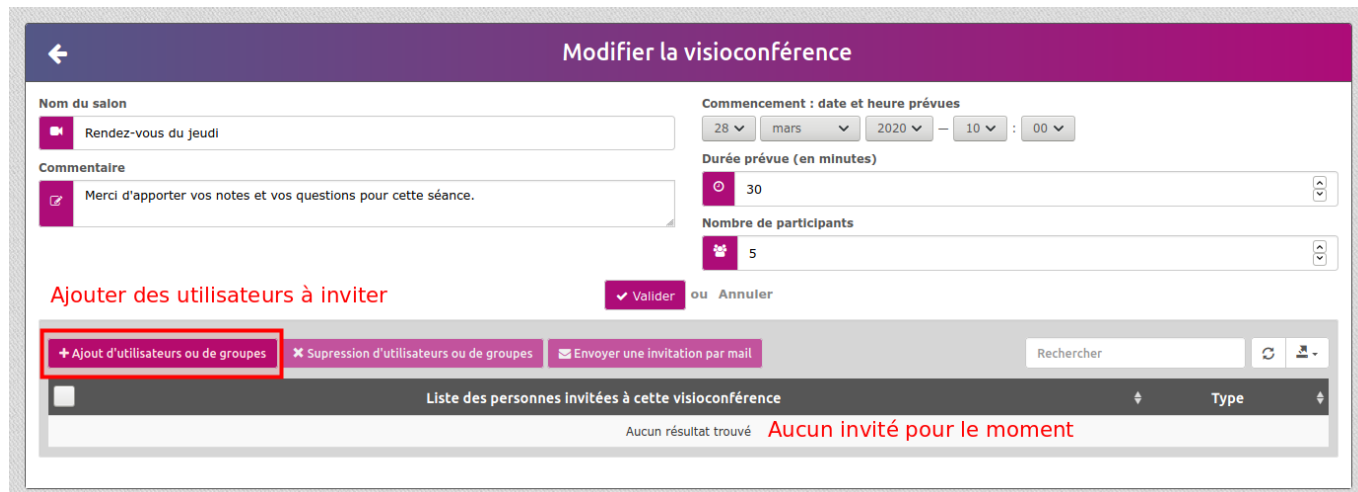 Modifier la visioconférence
Nom du salon
Rendez-vous du jeudi
Commentaire
Merci d'apporter vos notes et vos questions pour cette séance.
Commencement : date et heure prévues
28 mars 2020 — 10 : 00
Durée prévue (en minutes)
30
Nombre de participants
5
Ajouter des utilisateurs à inviter
Valider ou Annuler
Ajout d'utilisateurs ou de groupes Supression d'utilisateurs ou de groupes Envoyer une invitation par mail Rechercher
Liste des personnes invitées à cette visioconférence Type
Aucun résultat trouvé Aucun invité pour le moment